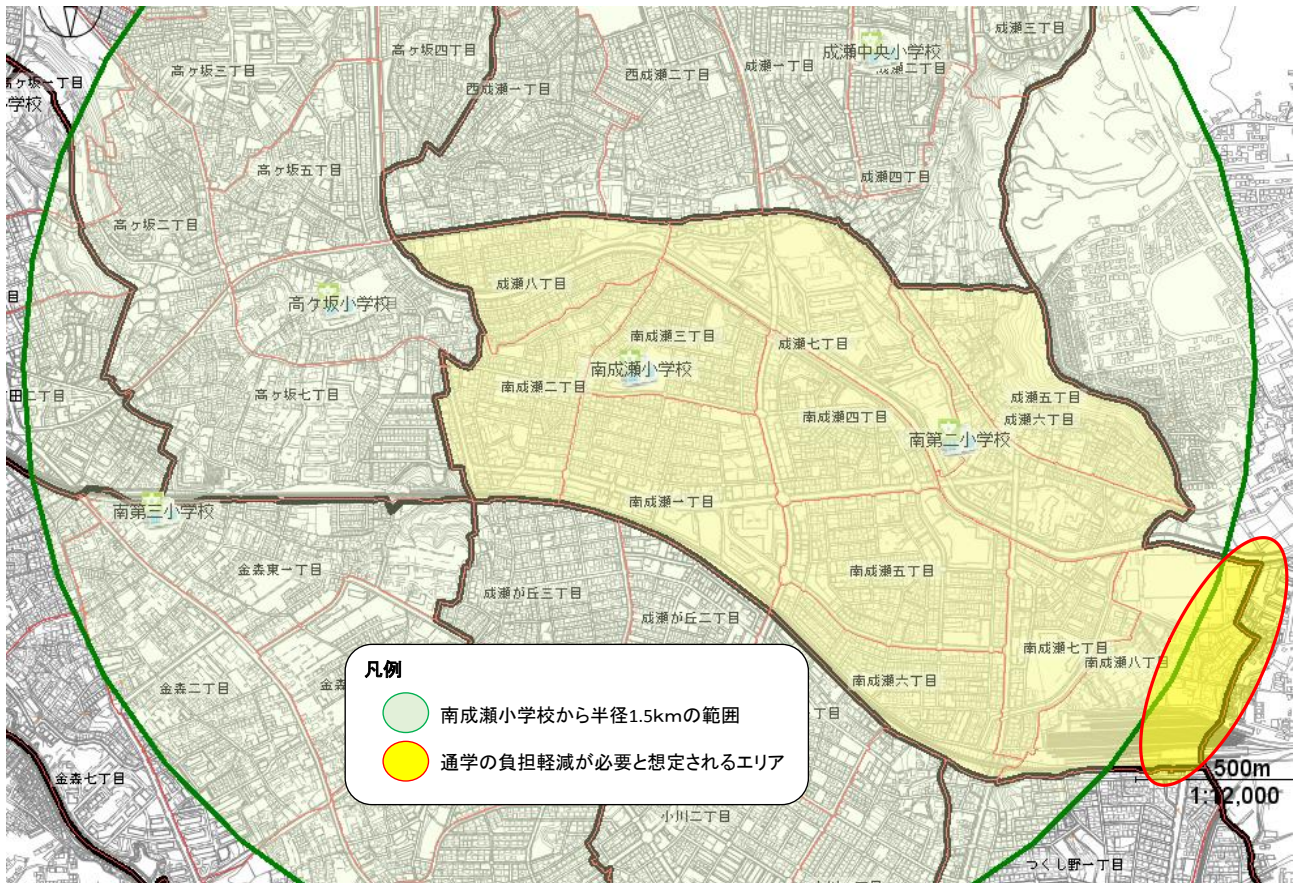 成瀬三丁目
成瀬中央小学校
成瀬二丁目
高ヶ坂四丁目
成瀬一丁目
西成瀬二丁目
高ヶ坂三丁目
高ヶ坂一丁目
西成瀬一丁目
小学校
高ヶ坂五丁目
成瀬四丁目
高ヶ坂二丁目
成瀬八丁目
目
高ヶ坂小学校
南成瀬三丁目
成瀬七丁目
南成瀬小学校
南成瀬二丁目
高ヶ坂七丁目
田二丁目
成瀬五丁目
南成瀬四丁目
成瀬六丁目
南第二小学校
南成瀬一丁目
南第三小学校
金森東一丁目
南成瀬五丁目
成瀬が丘三丁目
成瀬が丘二丁目
南成瀬七丁目
南成瀬八丁目
南成瀬六丁目
金森二丁目
金
凡例
南成瀬小学校から半径1.5kmの範囲
丁目
通学の負担軽減が必要と想定されるエリア
金森七丁目
500m
1:12,000
小川二丁目
つくし野一丁目